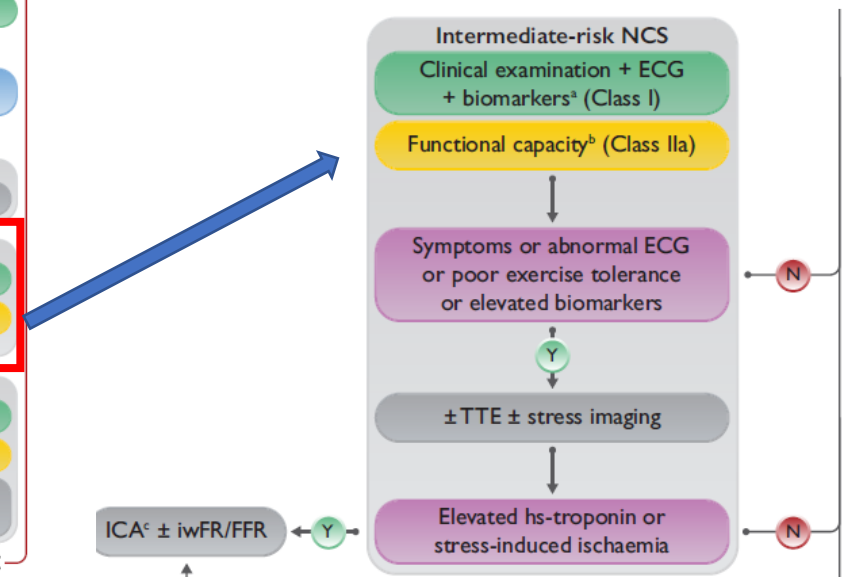 Intermediate-risk NCS
Clinical examination + ECG
+ biomarkersᵃ (Class I)
Functional capacityᵇ (Class IIa)
Symptoms or abnormal ECG
or poor exercise tolerance
or elevated biomarkers
N
Y
± TTE ± stress imaging
Elevated hs-troponin or
stress-induced ischaemia
N
Y
ICAᶜ ± iwFR/FFR